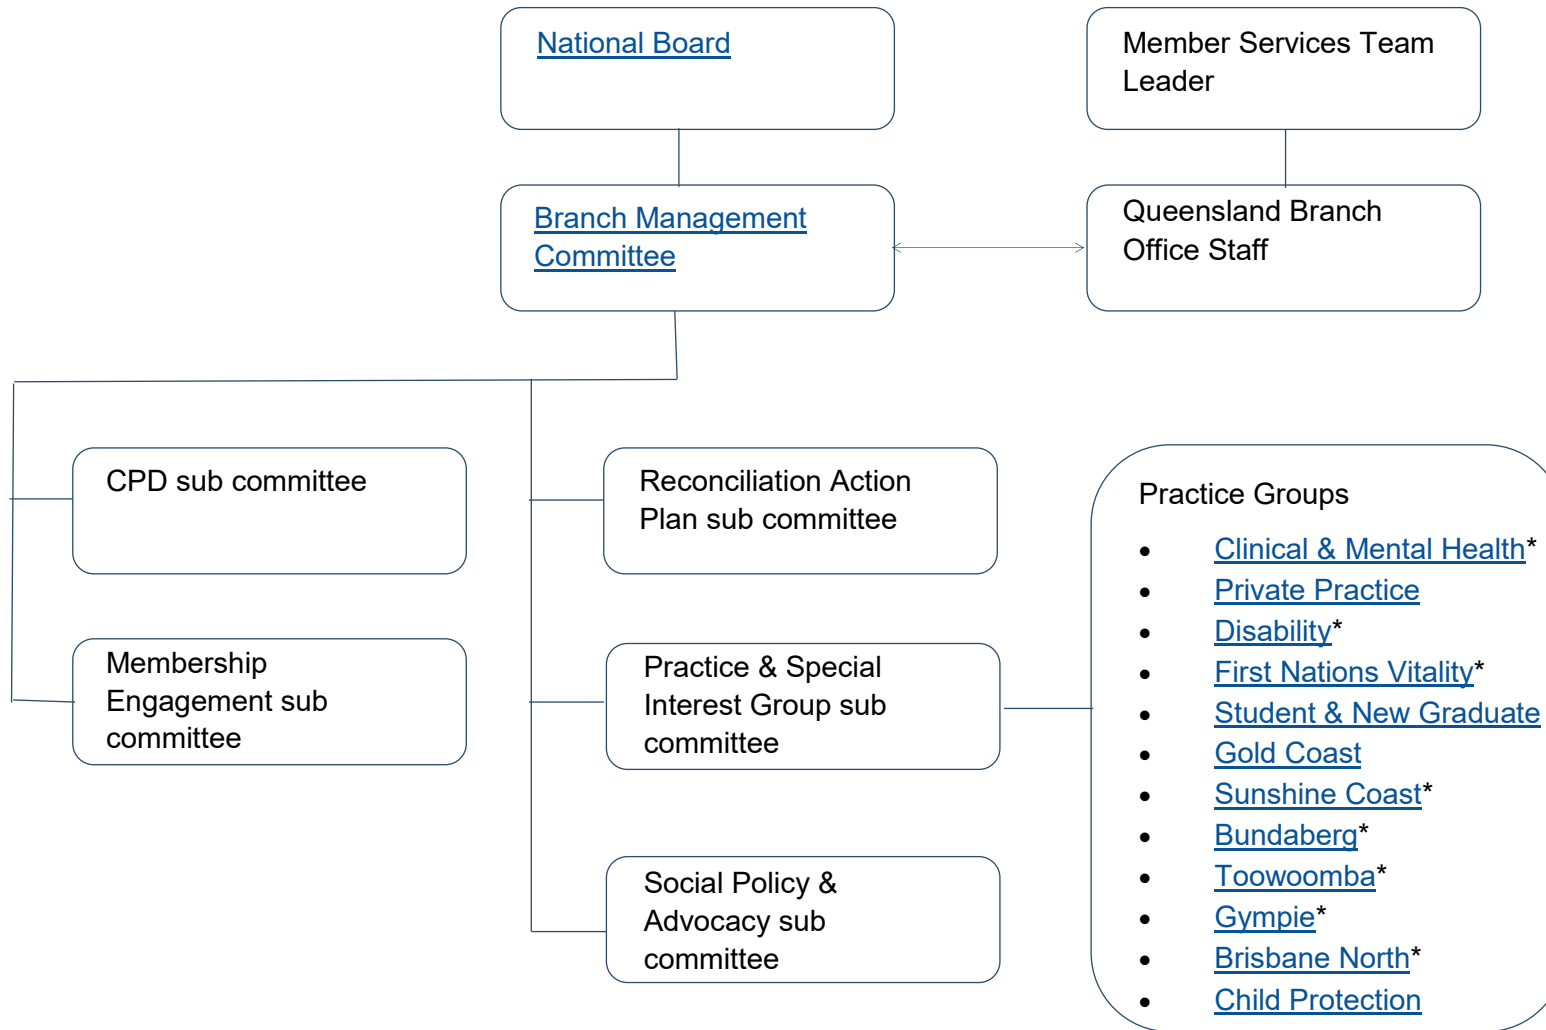 National Board
Member Services Team
Leader
Branch Management
Committee
Queensland Branch
Office Staff
CPD sub committee
Reconciliation Action
Plan sub committee
Membership
Engagement sub
committee
Practice & Special
Interest Group sub
committee
Social Policy &
Advocacy sub
committee
Practice Groups
• Clinical & Mental Health*
• Private Practice
• Disability*
• First Nations Vitality*
• Student & New Graduate
• Gold Coast
• Sunshine Coast*
• Bundaberg*
• Toowoomba*
• Gympie*
• Brisbane North*
• Child Protection